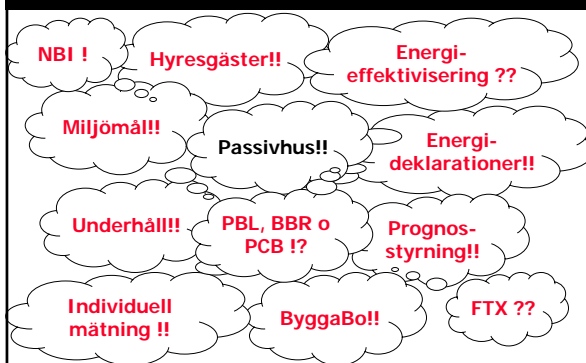 NBI !
Hyresgäster!!
Energi-
effektivisering ??
Miljömål!!
Passivhus!!
Energi-
deklarationer!!
Underhåll!!
PBL, BBR o
PCB !?
Prognos-
styrning!!
Individuell
mätning !!
ByggaBo!!
FTX ??